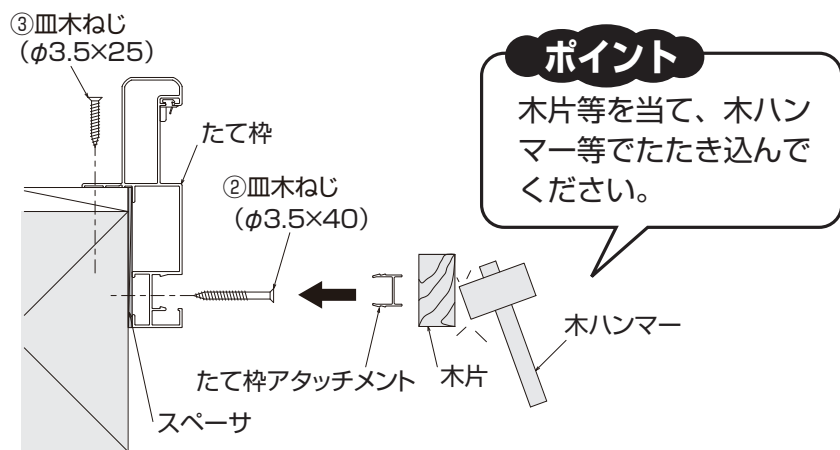 ③皿木ねじ
（φ3.5×25）
たて枠
②皿木ねじ
（φ3.5×40）
ポイント
木片等を当て、木ハン
マー等でたたき込んで
ください。
木ハンマー
木片
たて枠アタッチメント
スペーサ